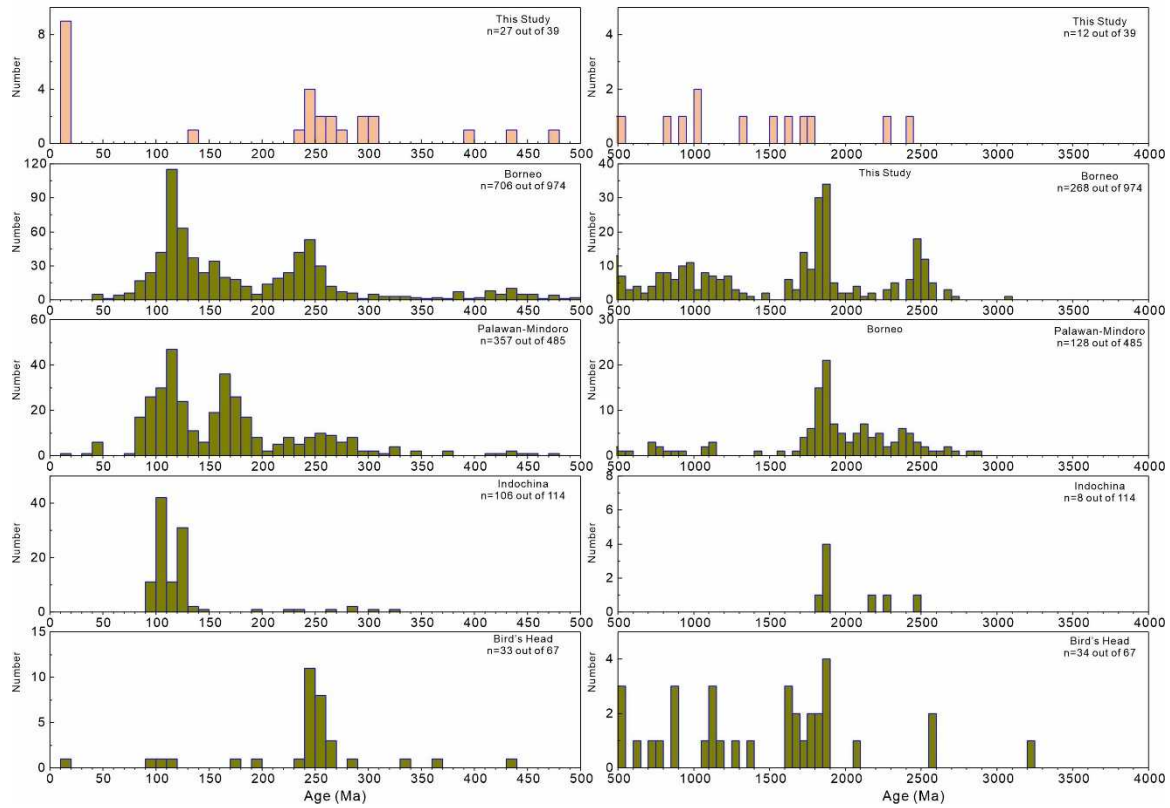 This Study
n=27 out of 39
Number
0
4
8
0 50 100 150 200 250 300 350 400 450 500
This Study
n=12 out of 39
Number
0
2
4
500 1000 1500 2000 2500 3000 3500 4000
Borneo
n=706 out of 974
Number
0
30
60
90
120
0 50 100 150 200 250 300 350 400 450 500
This Study
Borneo
n=268 out of 974
Number
0
10
20
30
40
500 1000 1500 2000 2500 3000 3500 4000
Palawan-Mindoro
n=357 out of 485
Number
0
20
40
60
0 50 100 150 200 250 300 350 400 450 500
Borneo
Palawan-Mindoro
n=128 out of 485
Number
0
10
20
30
500 1000 1500 2000 2500 3000 3500 4000
Indochina
n=106 out of 114
Number
0
20
40
0 50 100 150 200 250 300 350 400 450 500
Indochina
n=8 out of 114
Number
0
2
4
6
8
500 1000 1500 2000 2500 3000 3500 4000
Bird's Head
n=33 out of 67
Number
0
5
10
15
0 50 100 150 200 250 300 350 400 450 500
Age (Ma)
Bird's Head
n=34 out of 67
Number
0
2
4
500 1000 1500 2000 2500 3000 3500 4000
Age (Ma)